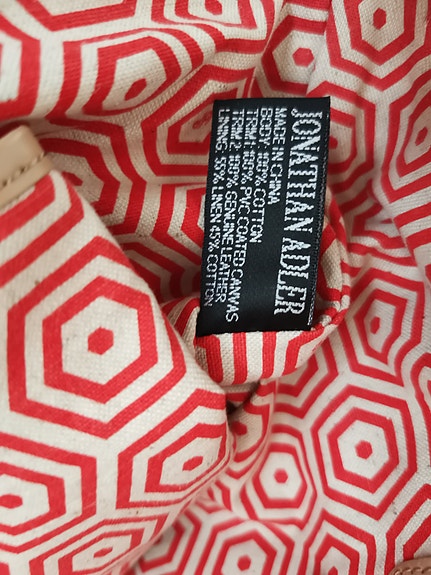 JONATHAN ADLER
MADE IN CHINA
BODY 100% COTTON
TRIM 1 100% PVC COATED CANVAS
TRIM 2 100% GENUINE LEATHER
LINING 55% LINEN 45% COTTON